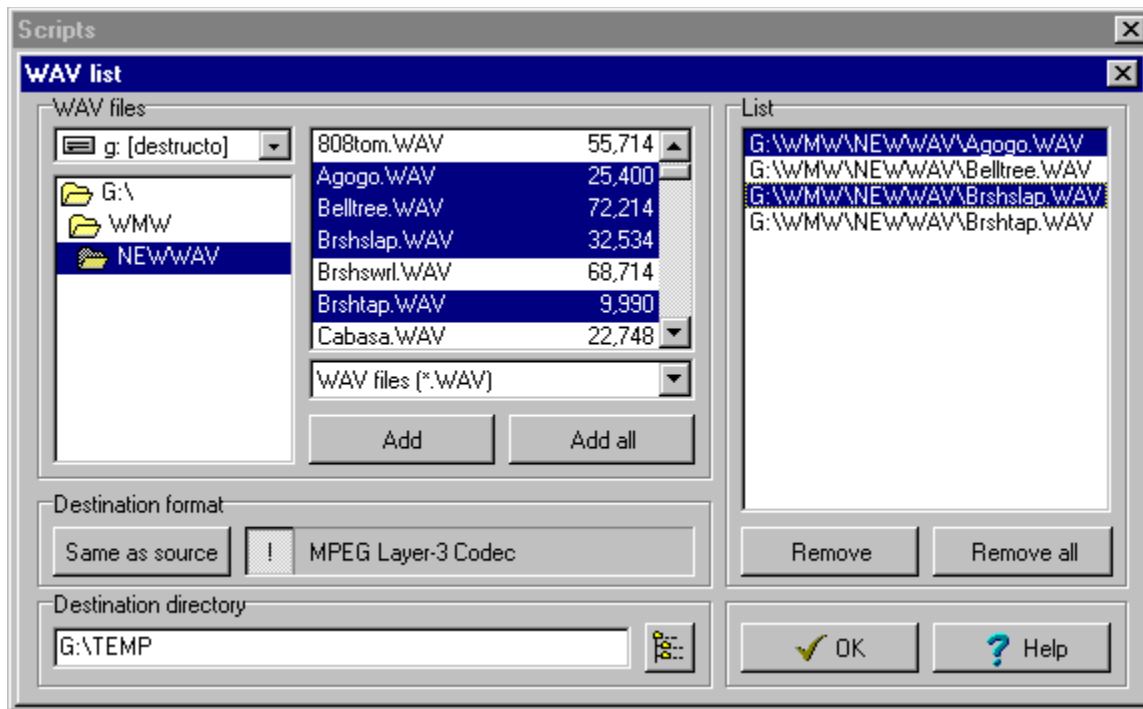 Scripts
WAV list
WAV files
g: [destructo]
G:\
WMW
NEWWAV
808tom.WAV 55,714
Agogo.WAV 25,400
Belltree.WAV 72,214
Brshslap.WAV 32,534
Brshswrl.WAV 68,714
Brshtap.WAV 9,990
Cabasa.WAV 22,748
WAV files (*.WAV)
Add
Add all
List
G:\WMW\NEWWAV\Agogo.WAV
G:\WMW\NEWWAV\Belltree.WAV
G:\WMW\NEWWAV\Brshslap.WAV
G:\WMW\NEWWAV\Brshtap.WAV
Remove
Remove all
Destination format
Same as source
! MPEG Layer-3 Codec
Destination directory
G:\TEMP
OK
? Help